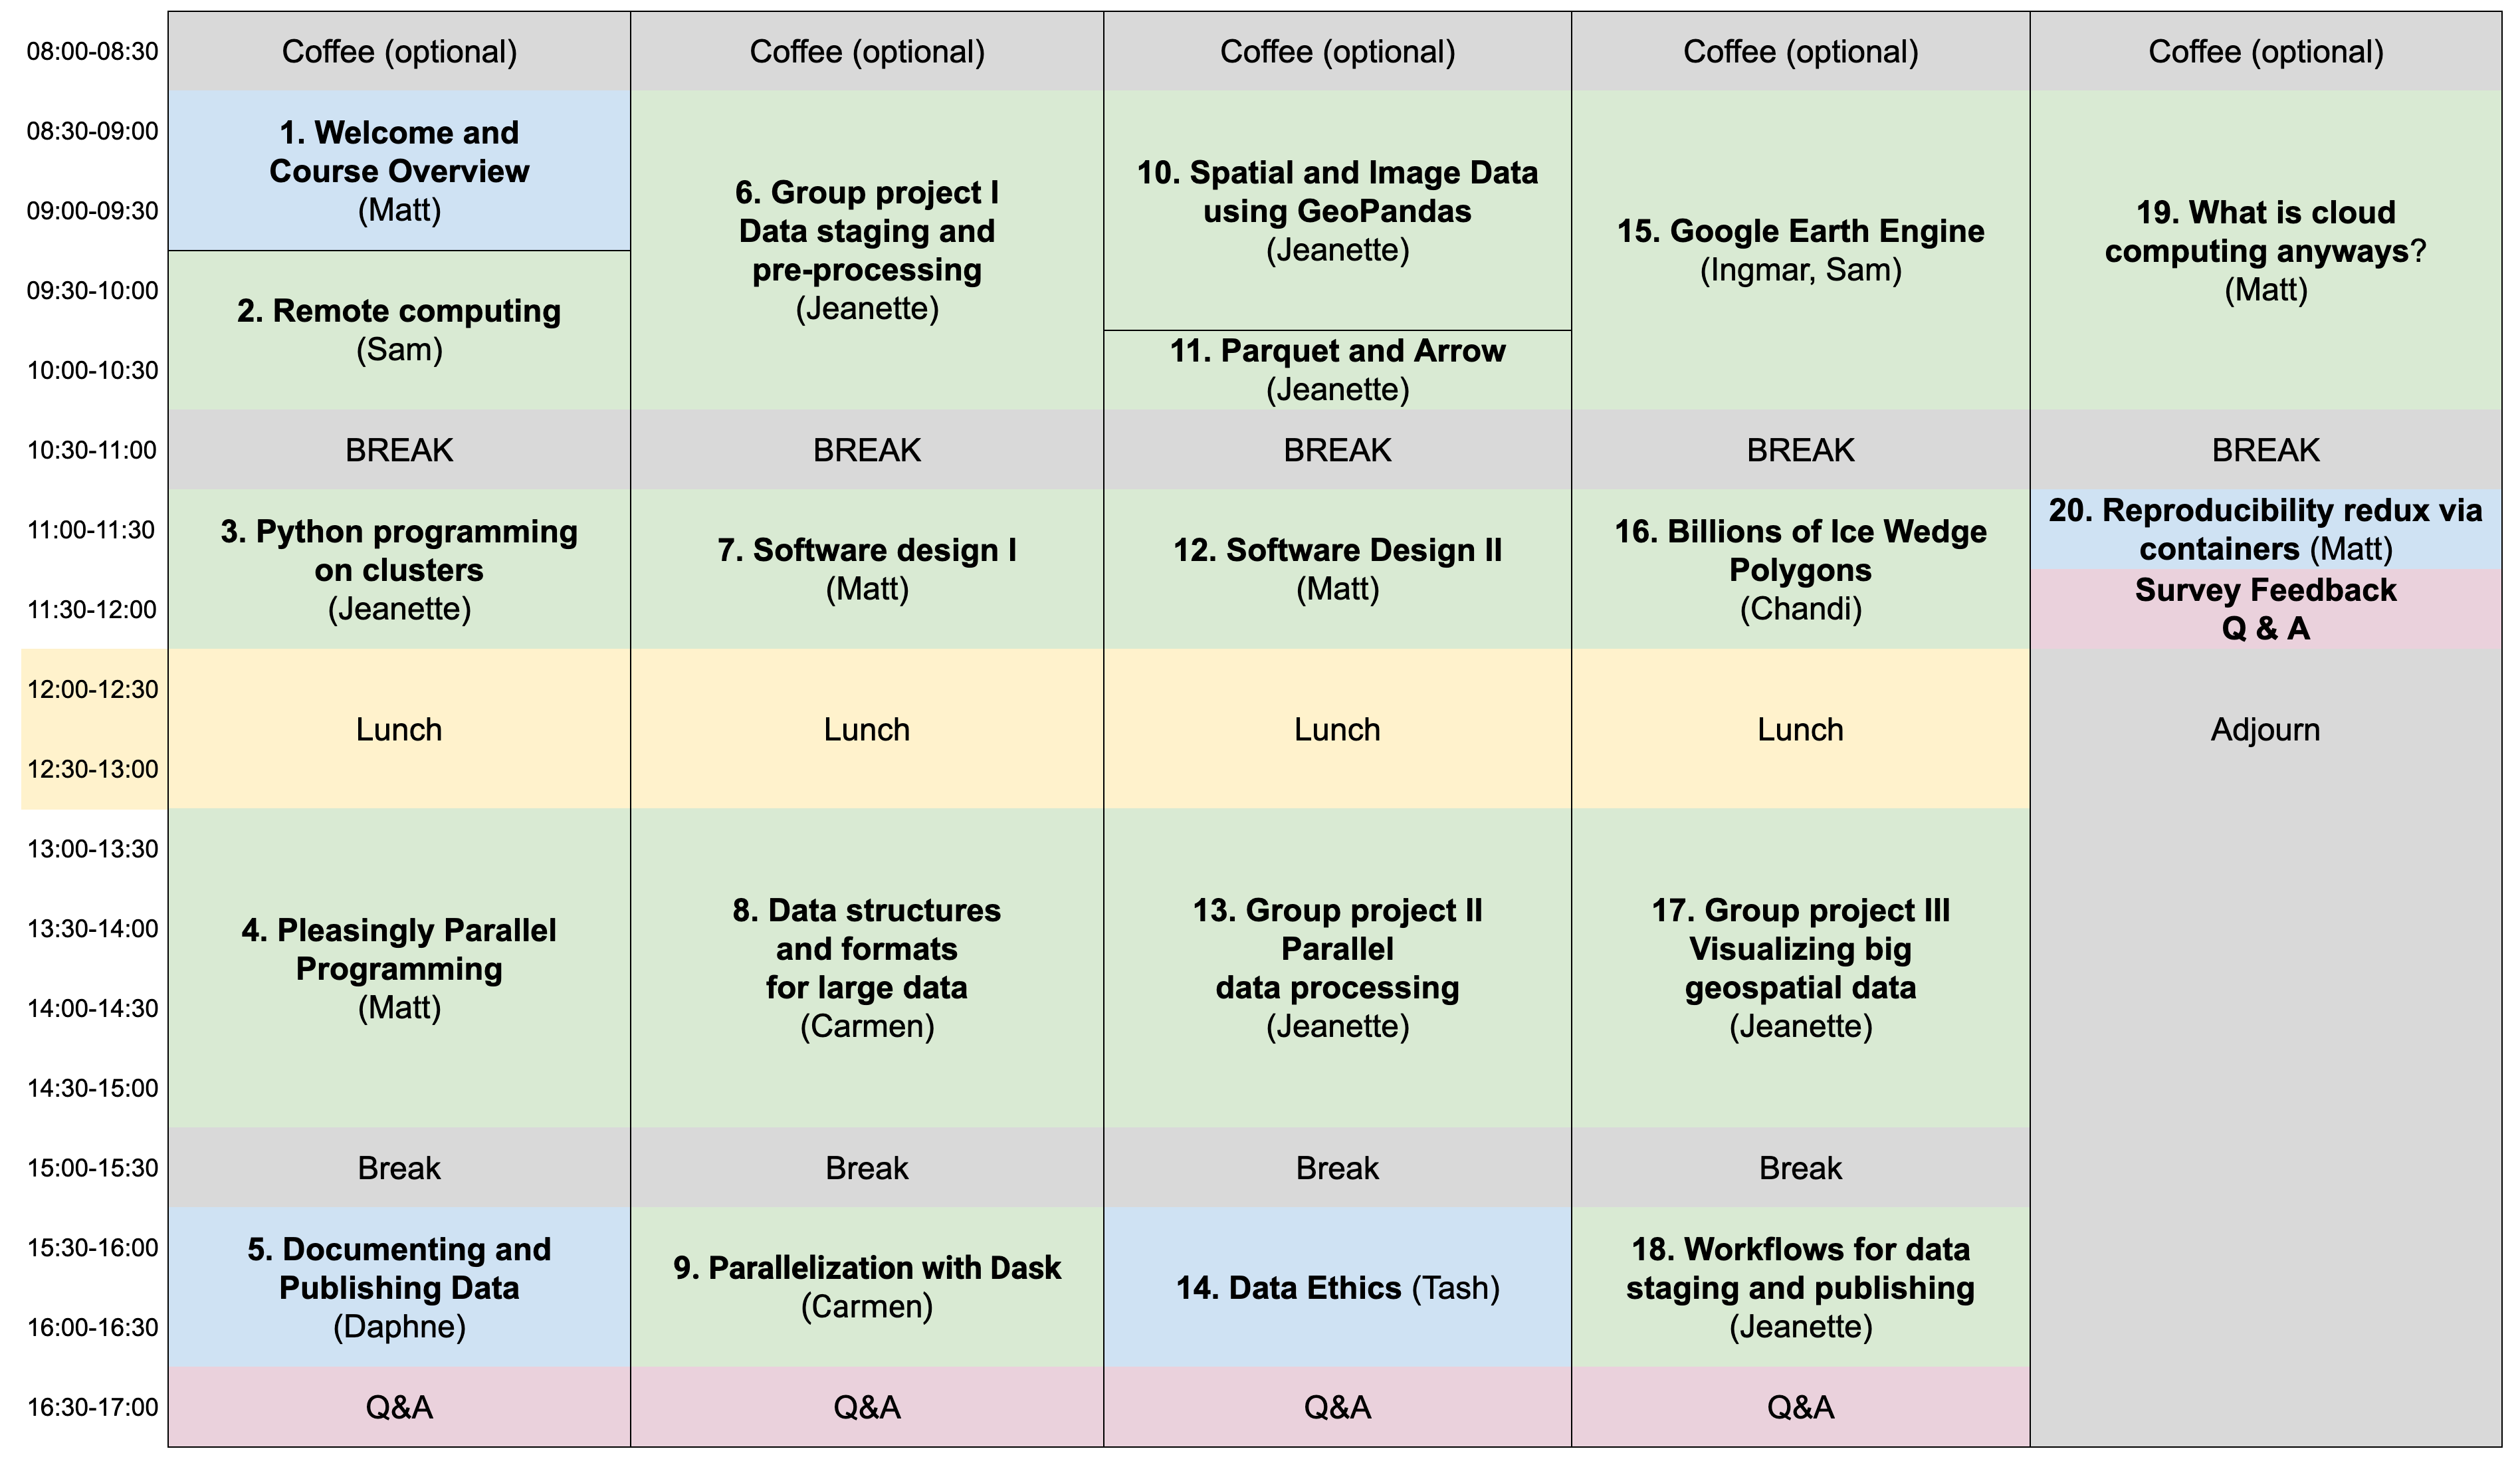 08:00-08:30
Coffee (optional)
Coffee (optional)
Coffee (optional)
Coffee (optional)
Coffee (optional)
08:30-09:00
09:00-09:30
09:30-10:00
10:00-10:30
1. Welcome and
Course Overview
(Matt)
2. Remote computing
(Sam)
6. Group project I
Data staging and
pre-processing
(Jeanette)
10. Spatial and Image Data
using GeoPandas
(Jeanette)
11. Parquet and Arrow
(Jeanette)
15. Google Earth Engine
(Ingmar, Sam)
19. What is cloud
computing anyways?
(Matt)
10:30-11:00
BREAK
BREAK
BREAK
BREAK
BREAK
11:00-11:30
11:30-12:00
3. Python programming
on clusters
(Jeanette)
7. Software design I
(Matt)
12. Software Design II
(Matt)
16. Billions of Ice Wedge
Polygons
(Chandi)
20. Reproducibility redux via
containers (Matt)
Survey Feedback
Q & A
12:00-12:30
12:30-13:00
Lunch
Lunch
Lunch
Lunch
Adjourn
13:00-13:30
13:30-14:00
14:00-14:30
14:30-15:00
4. Pleasingly Parallel
Programming
(Matt)
8. Data structures
and formats
for large data
(Carmen)
13. Group project II
Parallel
data processing
(Jeanette)
17. Group project III
Visualizing big
geospatial data
(Jeanette)
15:00-15:30
Break
Break
Break
Break
15:30-16:00
16:00-16:30
5. Documenting and
Publishing Data
(Daphne)
9. Parallelization with Dask
(Carmen)
14. Data Ethics (Tash)
18. Workflows for data
staging and publishing
(Jeanette)
16:30-17:00
Q&A
Q&A
Q&A
Q&A